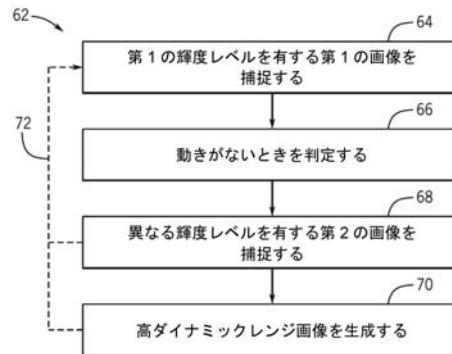 62
64
第１の輝度レベルを有する第１の画像を
捕捉する
66
動きがないときを判定する
72
68
異なる輝度レベルを有する第２の画像を
捕捉する
70
高ダイナミックレンジ画像を生成する